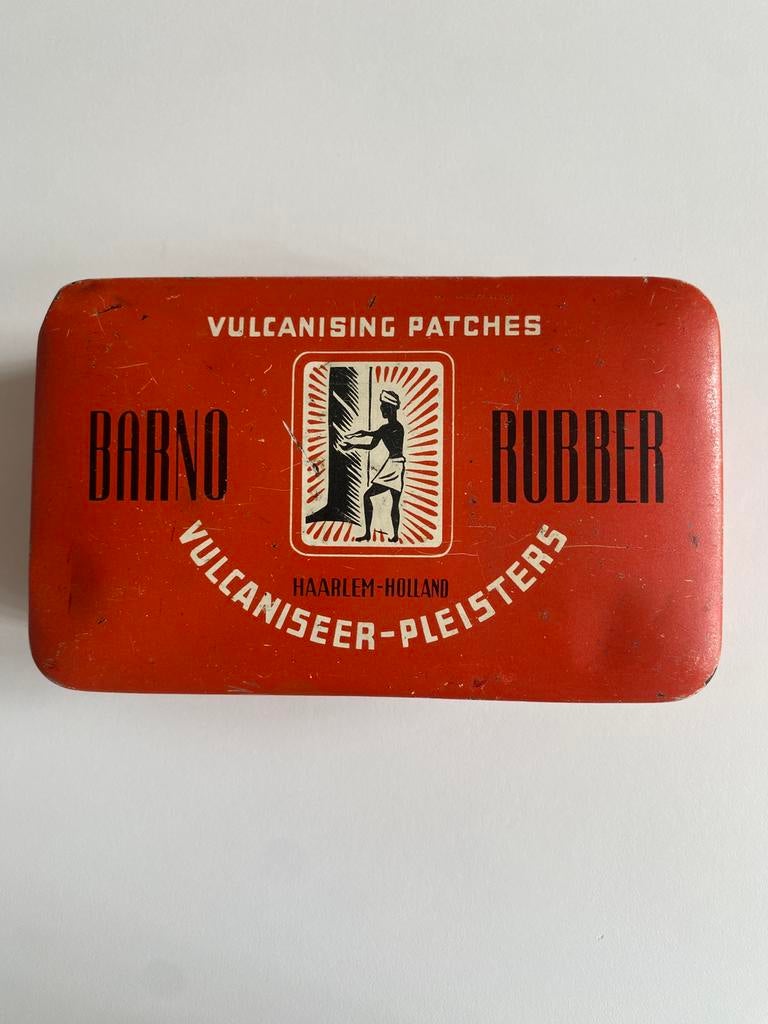 VULCANISING PATCHES
BARNO RUBBER
HAARLEM-HOLLAND
VULCANISEER-PLEISTERS